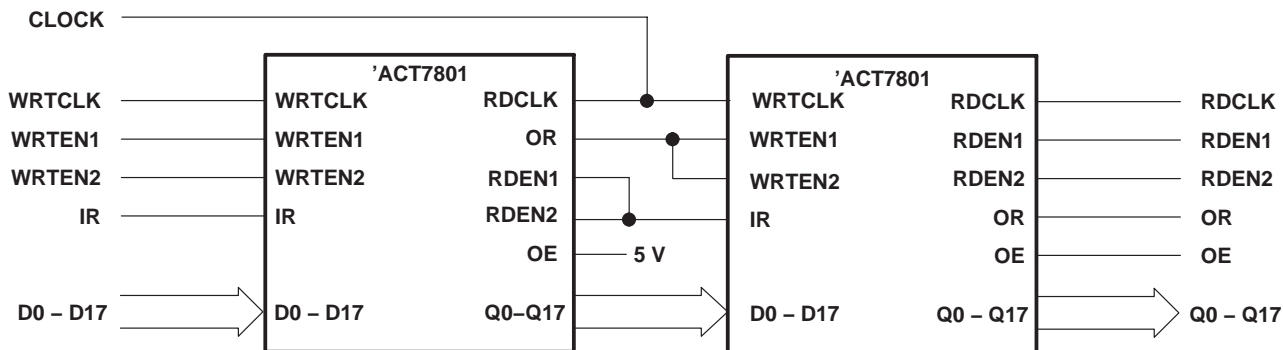 CLOCK
'ACT7801 'ACT7801
WRTCLK WRTCLK RDCLK WRTCLK RDCLK RDCLK
WRTEN1 WRTEN1 OR WRTEN1 RDEN1 RDEN1
WRTEN2 WRTEN2 RDEN1 WRTEN2 RDEN2 RDEN2
IR IR RDEN2 IR OR OR
OE 5 V OE OE
D0 – D17 D0 – D17 Q0–Q17 D0 – D17 Q0 – Q17 Q0 – Q17